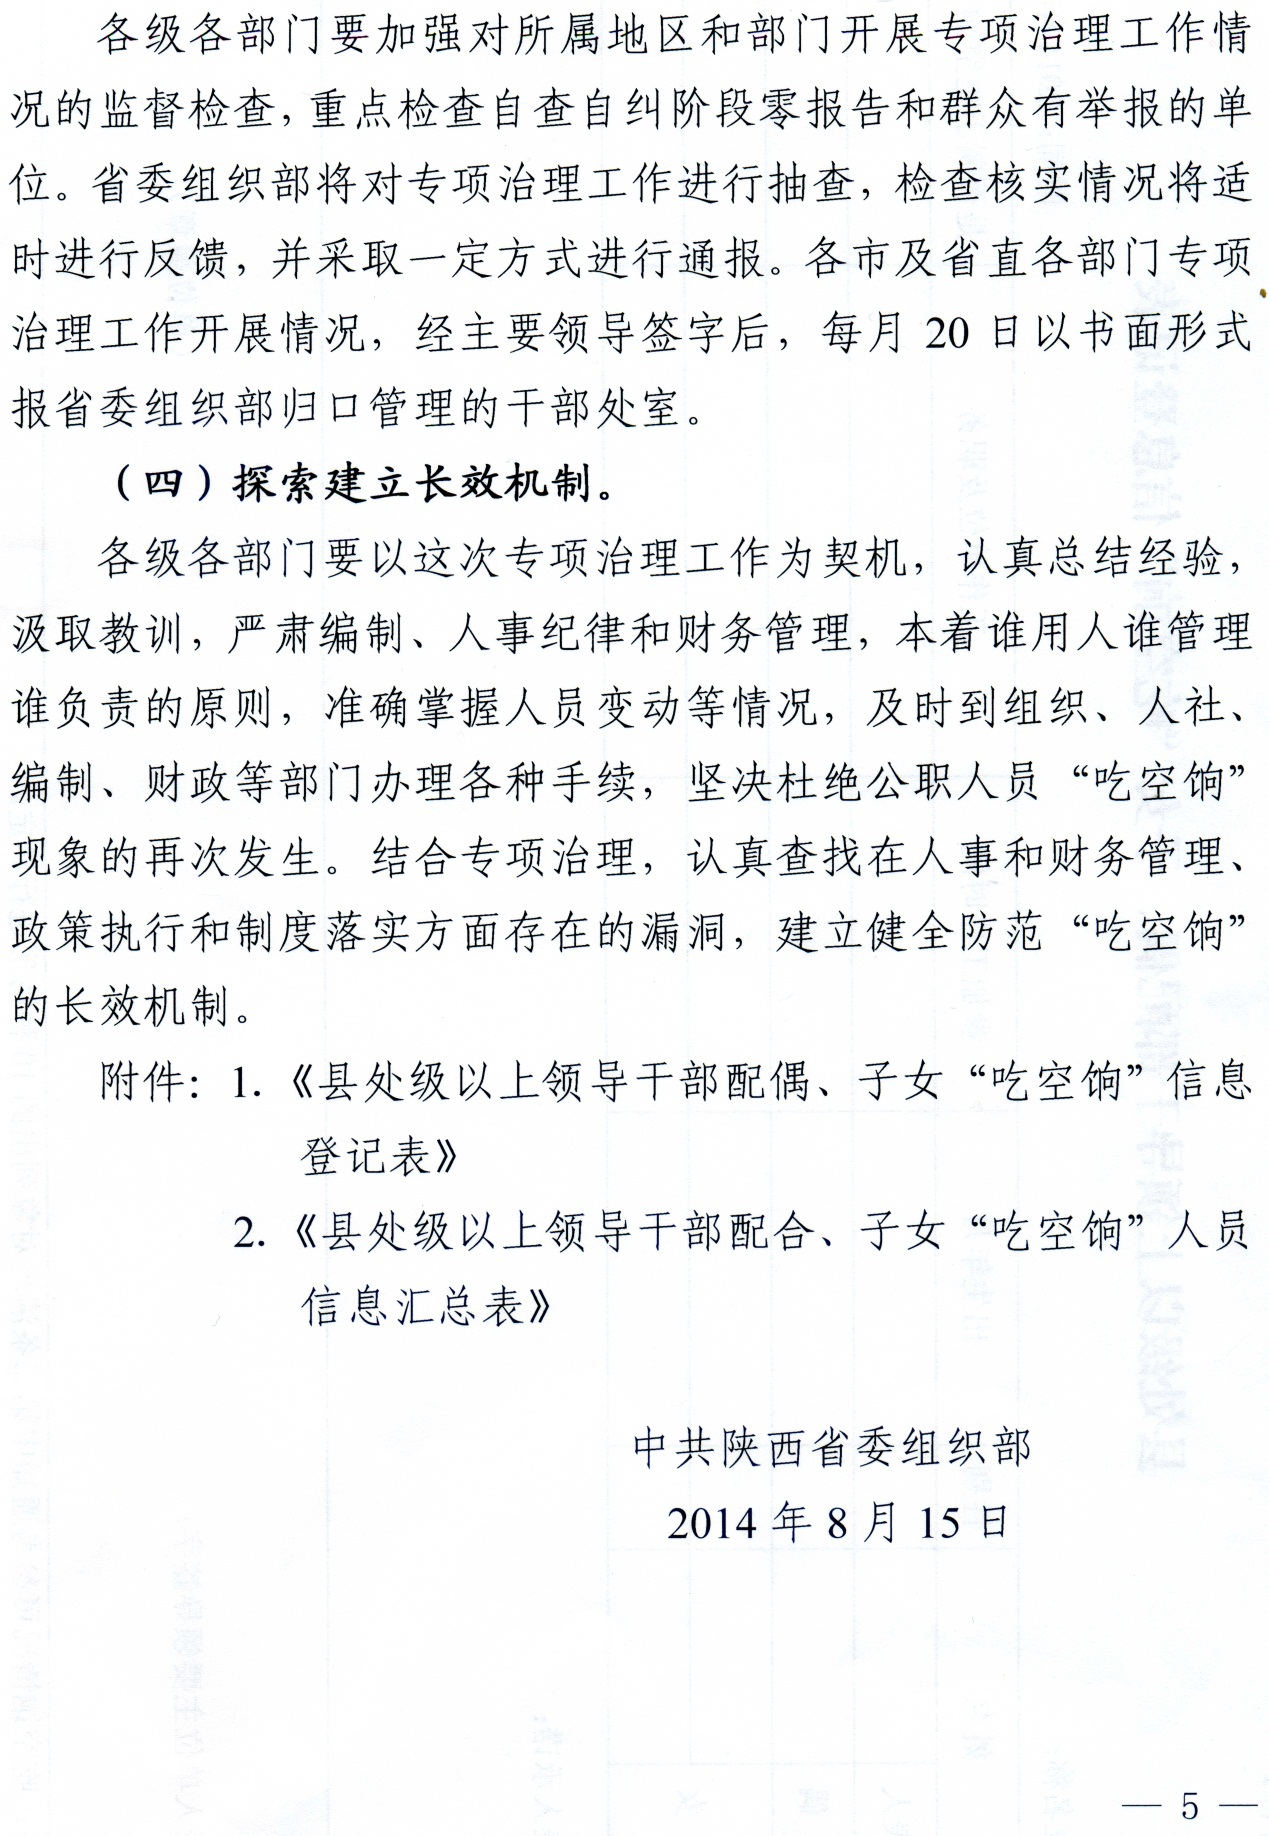 各级各部门要加强对所属地区和部门开展专项治理工作情
况的监督检查，重点检查自查自纠阶段零报告和群众有举报的单
位。省委组织部将对专项治理工作进行抽查，检查核实情况将适
时进行反馈，并采取一定方式进行通报。各市及省直各部门专项
治理工作开展情况，经主要领导签字后，每月 20 日以书面形式
报省委组织部归口管理的干部处室。
（四）探索建立长效机制。
各级各部门要以这次专项治理工作为契机，认真总结经验，
汲取教训，严肃编制、人事纪律和财务管理，本着谁用人谁管理
谁负责的原则，准确掌握人员变动等情况，及时到组织、人社、
编制、财政等部门办理各种手续，坚决杜绝公职人员“吃空饷”
现象的再次发生。结合专项治理，认真查找在人事和财务管理、
政策执行和制度落实方面存在的漏洞，建立健全防范“吃空饷”
的长效机制。
附件：1.《县处级以上领导干部配偶、子女“吃空饷”信息
登记表》
2.《县处级以上领导干部配合、子女“吃空饷”人员
信息汇总表》
中共陕西省委组织部
2014 年 8 月 15 日
— 5 —